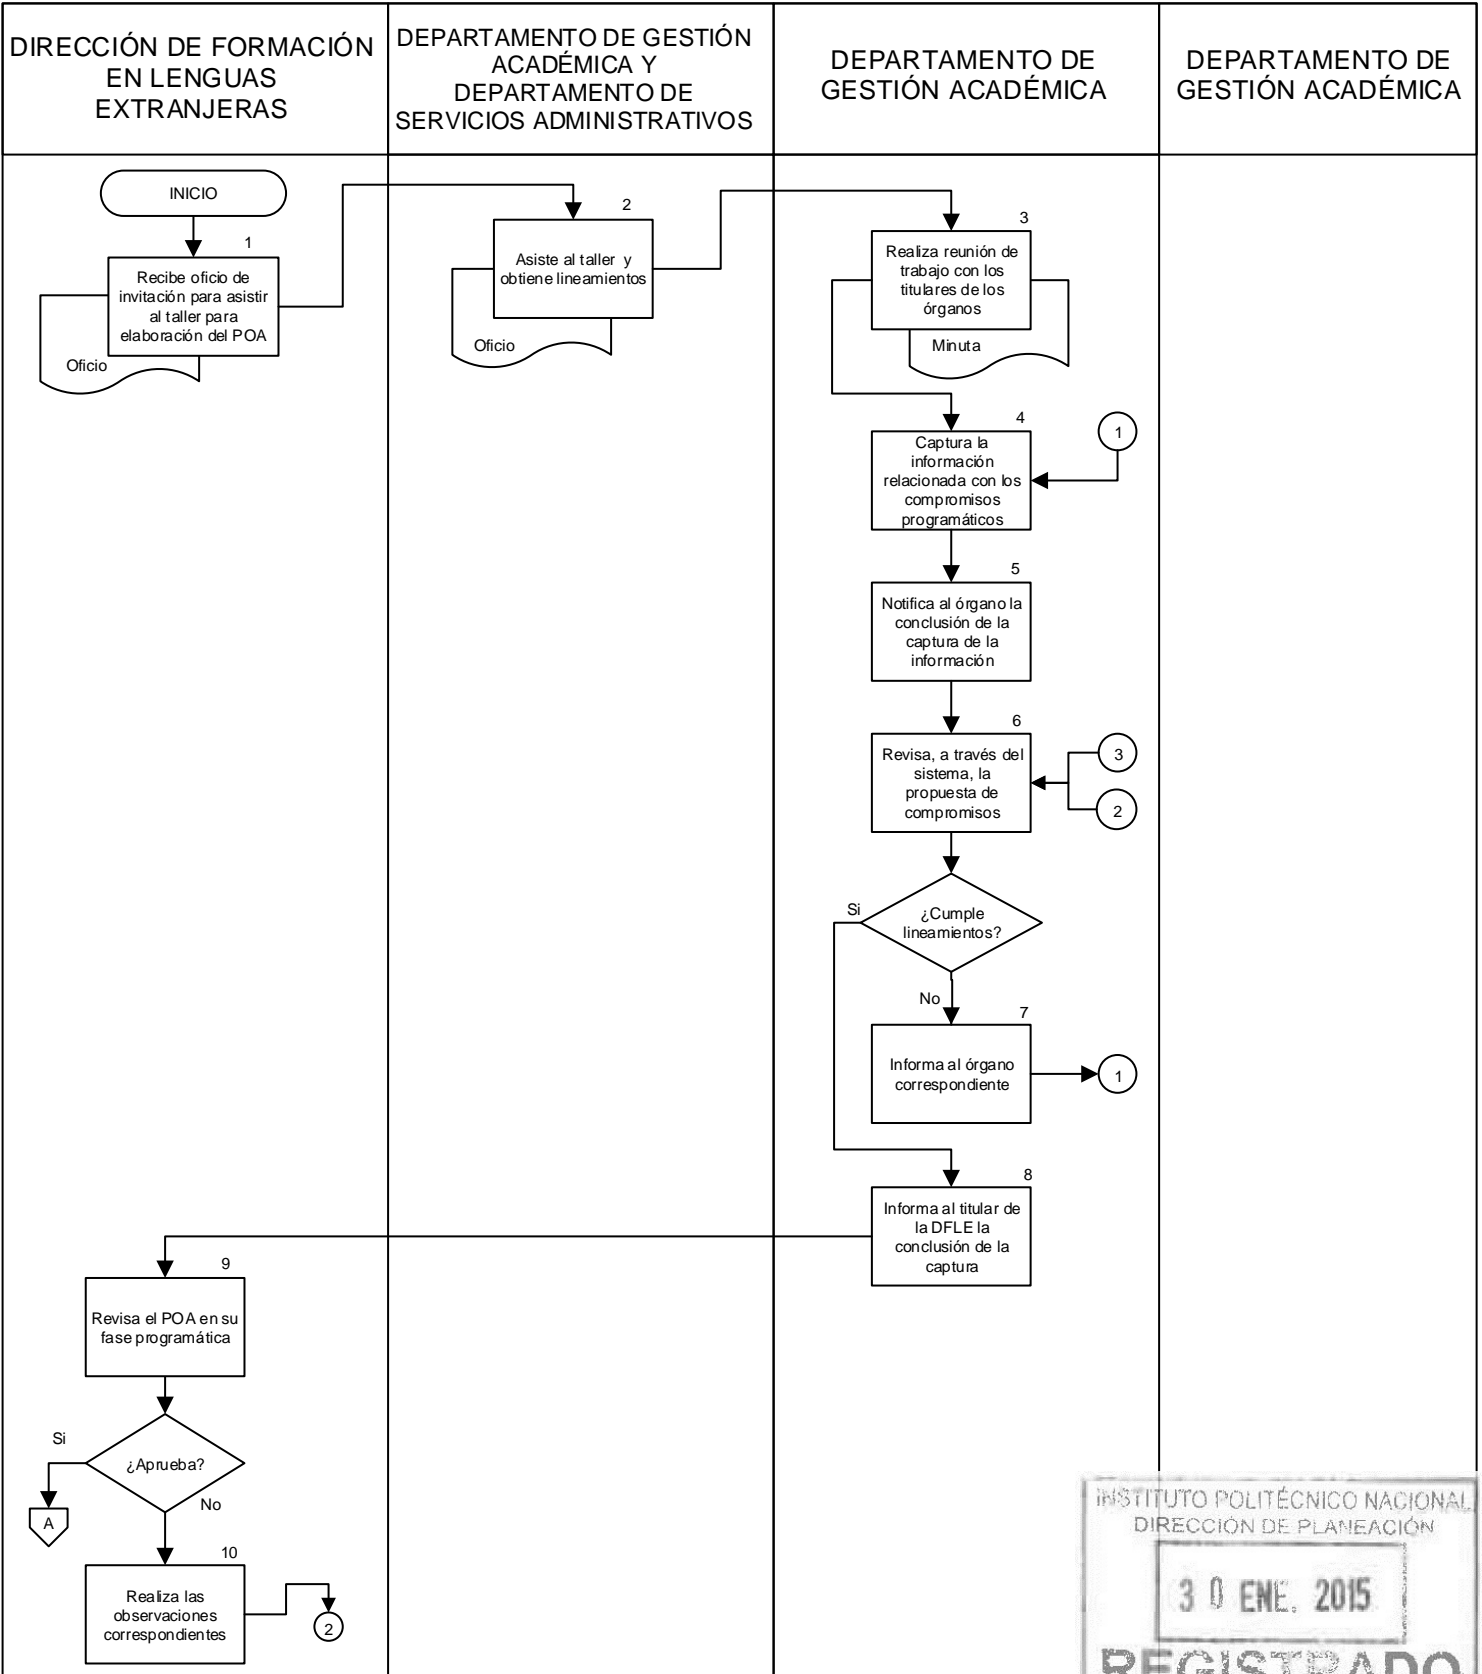 DIRECCIÓN DE FORMACIÓN
EN LENGUAS
EXTRANJERAS
DEPARTAMENTO DE GESTIÓN
ACADÉMICA Y
DEPARTAMENTO DE
SERVICIOS ADMINISTRATIVOS
DEPARTAMENTO DE
GESTIÓN ACADÉMICA
DEPARTAMENTO DE
GESTIÓN ACADÉMICA
INICIO
1
Recibe oficio de
invitación para asistir
al taller para
elaboración del POA
Oficio
2
Asiste al taller y
obtiene lineamientos
Oficio
3
Realiza reunión de
trabajo con los
titulares de los
órganos
Minuta
4
Captura la
información
relacionada con los
compromisos
programáticos
1
5
Notifica al órgano la
conclusión de la
captura de la
información
6
Revisa, a través del
sistema, la
propuesta de
compromisos
3
2
¿Cumple
lineamientos?
Si
No
7
Informa al órgano
correspondiente
1
8
Informa al titular de
la DFLE la
conclusión de la
captura
9
Revisa el POA en su
fase programática
¿Aprueba?
Si
A
No
10
Realiza las
observaciones
correspondientes
2
INSTITUTO POLITÉCNICO NACIONAL
DIRECCIÓN DE PLANEACIÓN
30 ENE. 2015
REGISTRADO